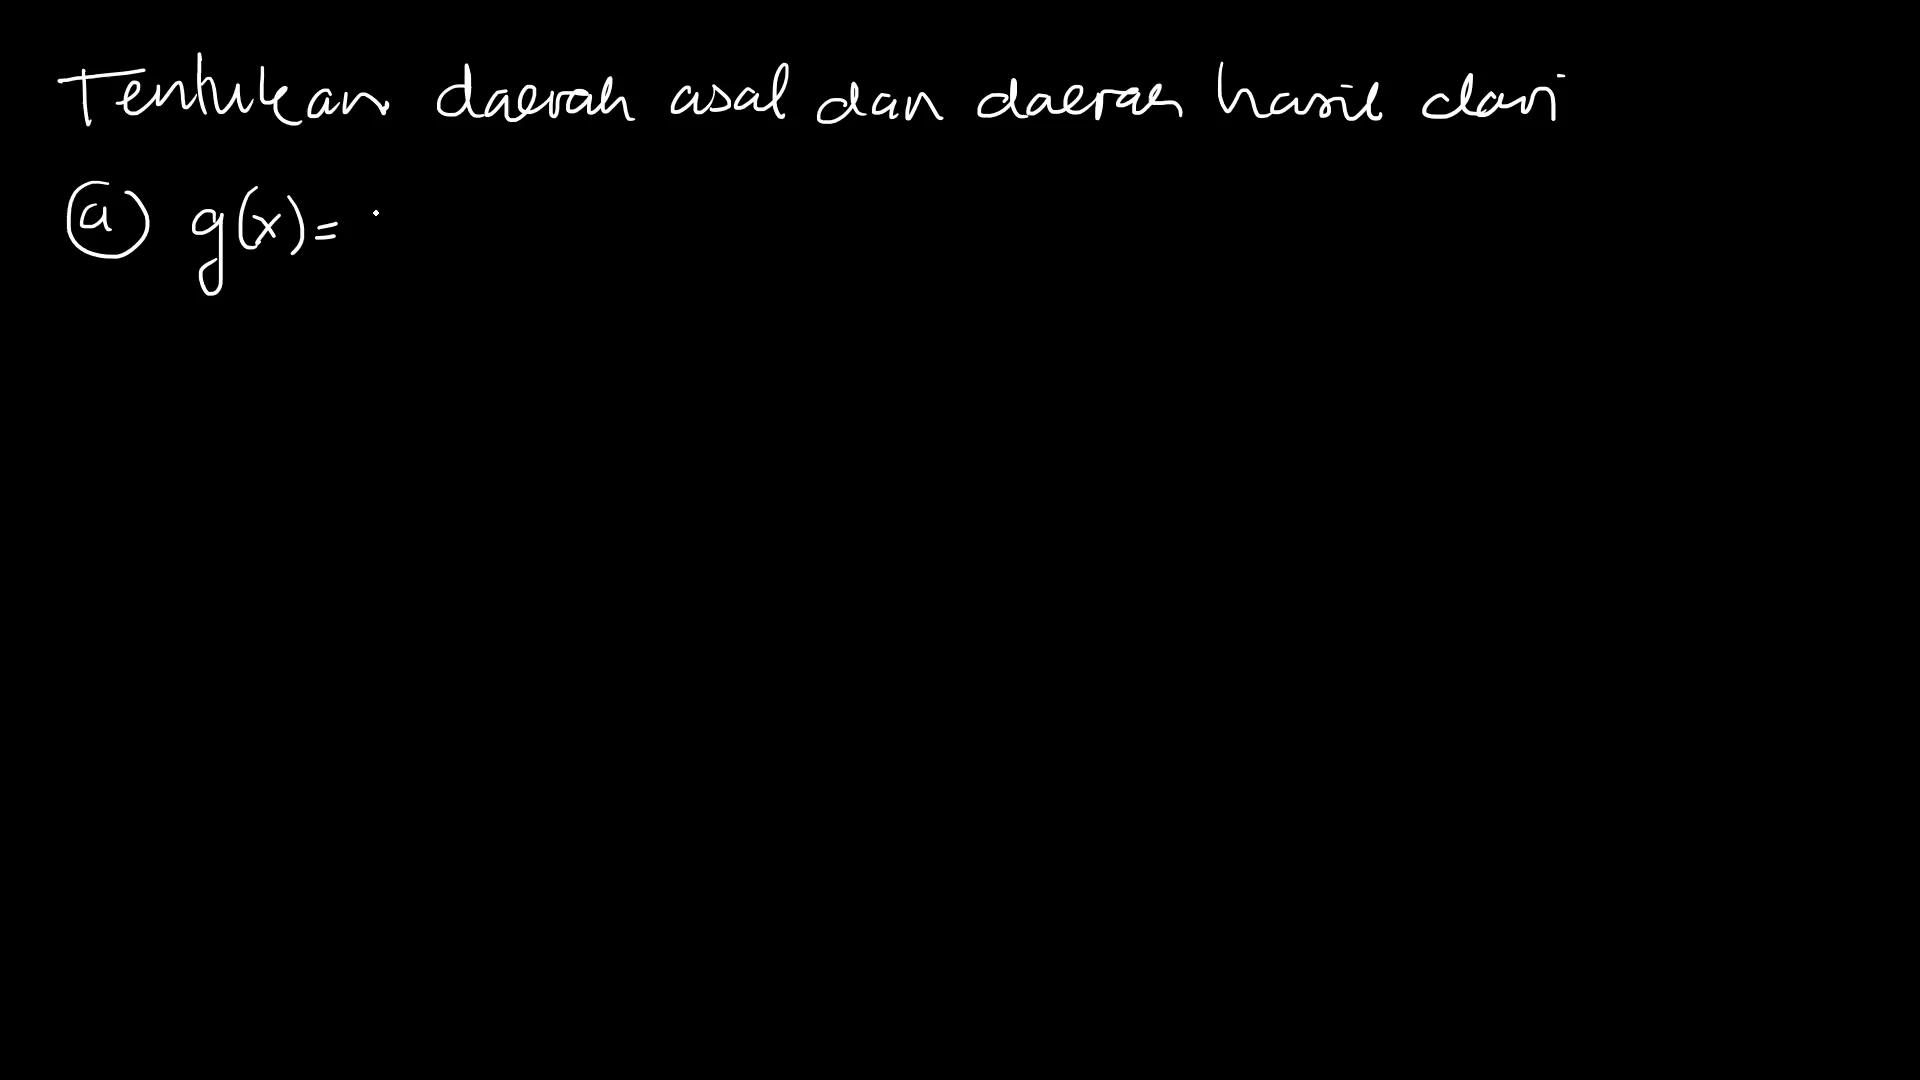 Tentukan daerah asal dan daerah hasil dari
(a) g(x)=